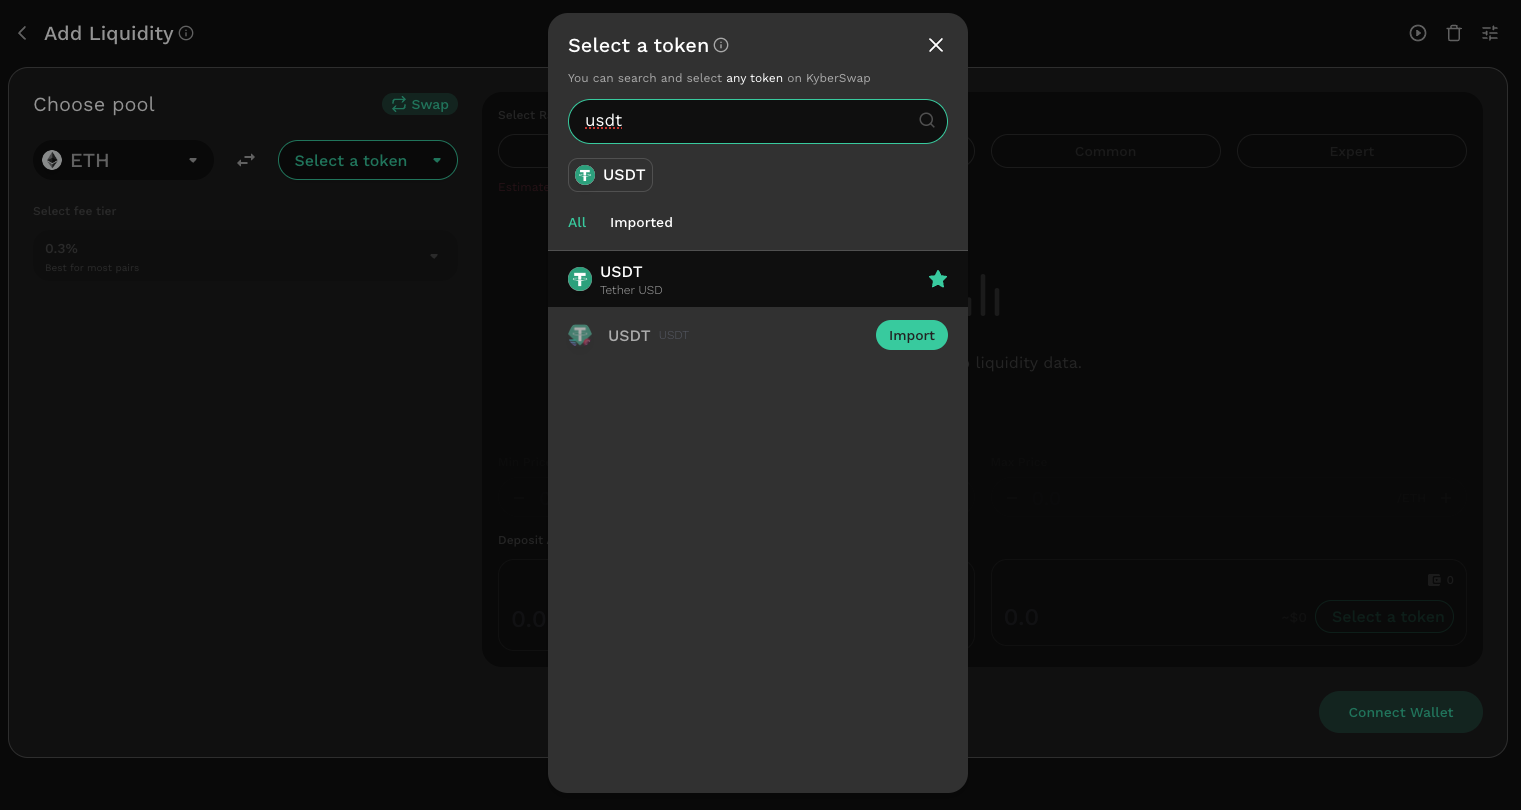 Add Liquidity
Choose pool
Swap
ETH
Select a token
Select fee tier
0.3%
Best for most pairs
Select a token
You can search and select any token on KyberSwap
usdt
USDT
All
Imported
USDT
Tether USD
USDT USDT
Import
Select R
Common
Expert
Estimate
liquidity data.
Deposit
0.0
0
0.0
~$0
Select a token
Connect Wallet